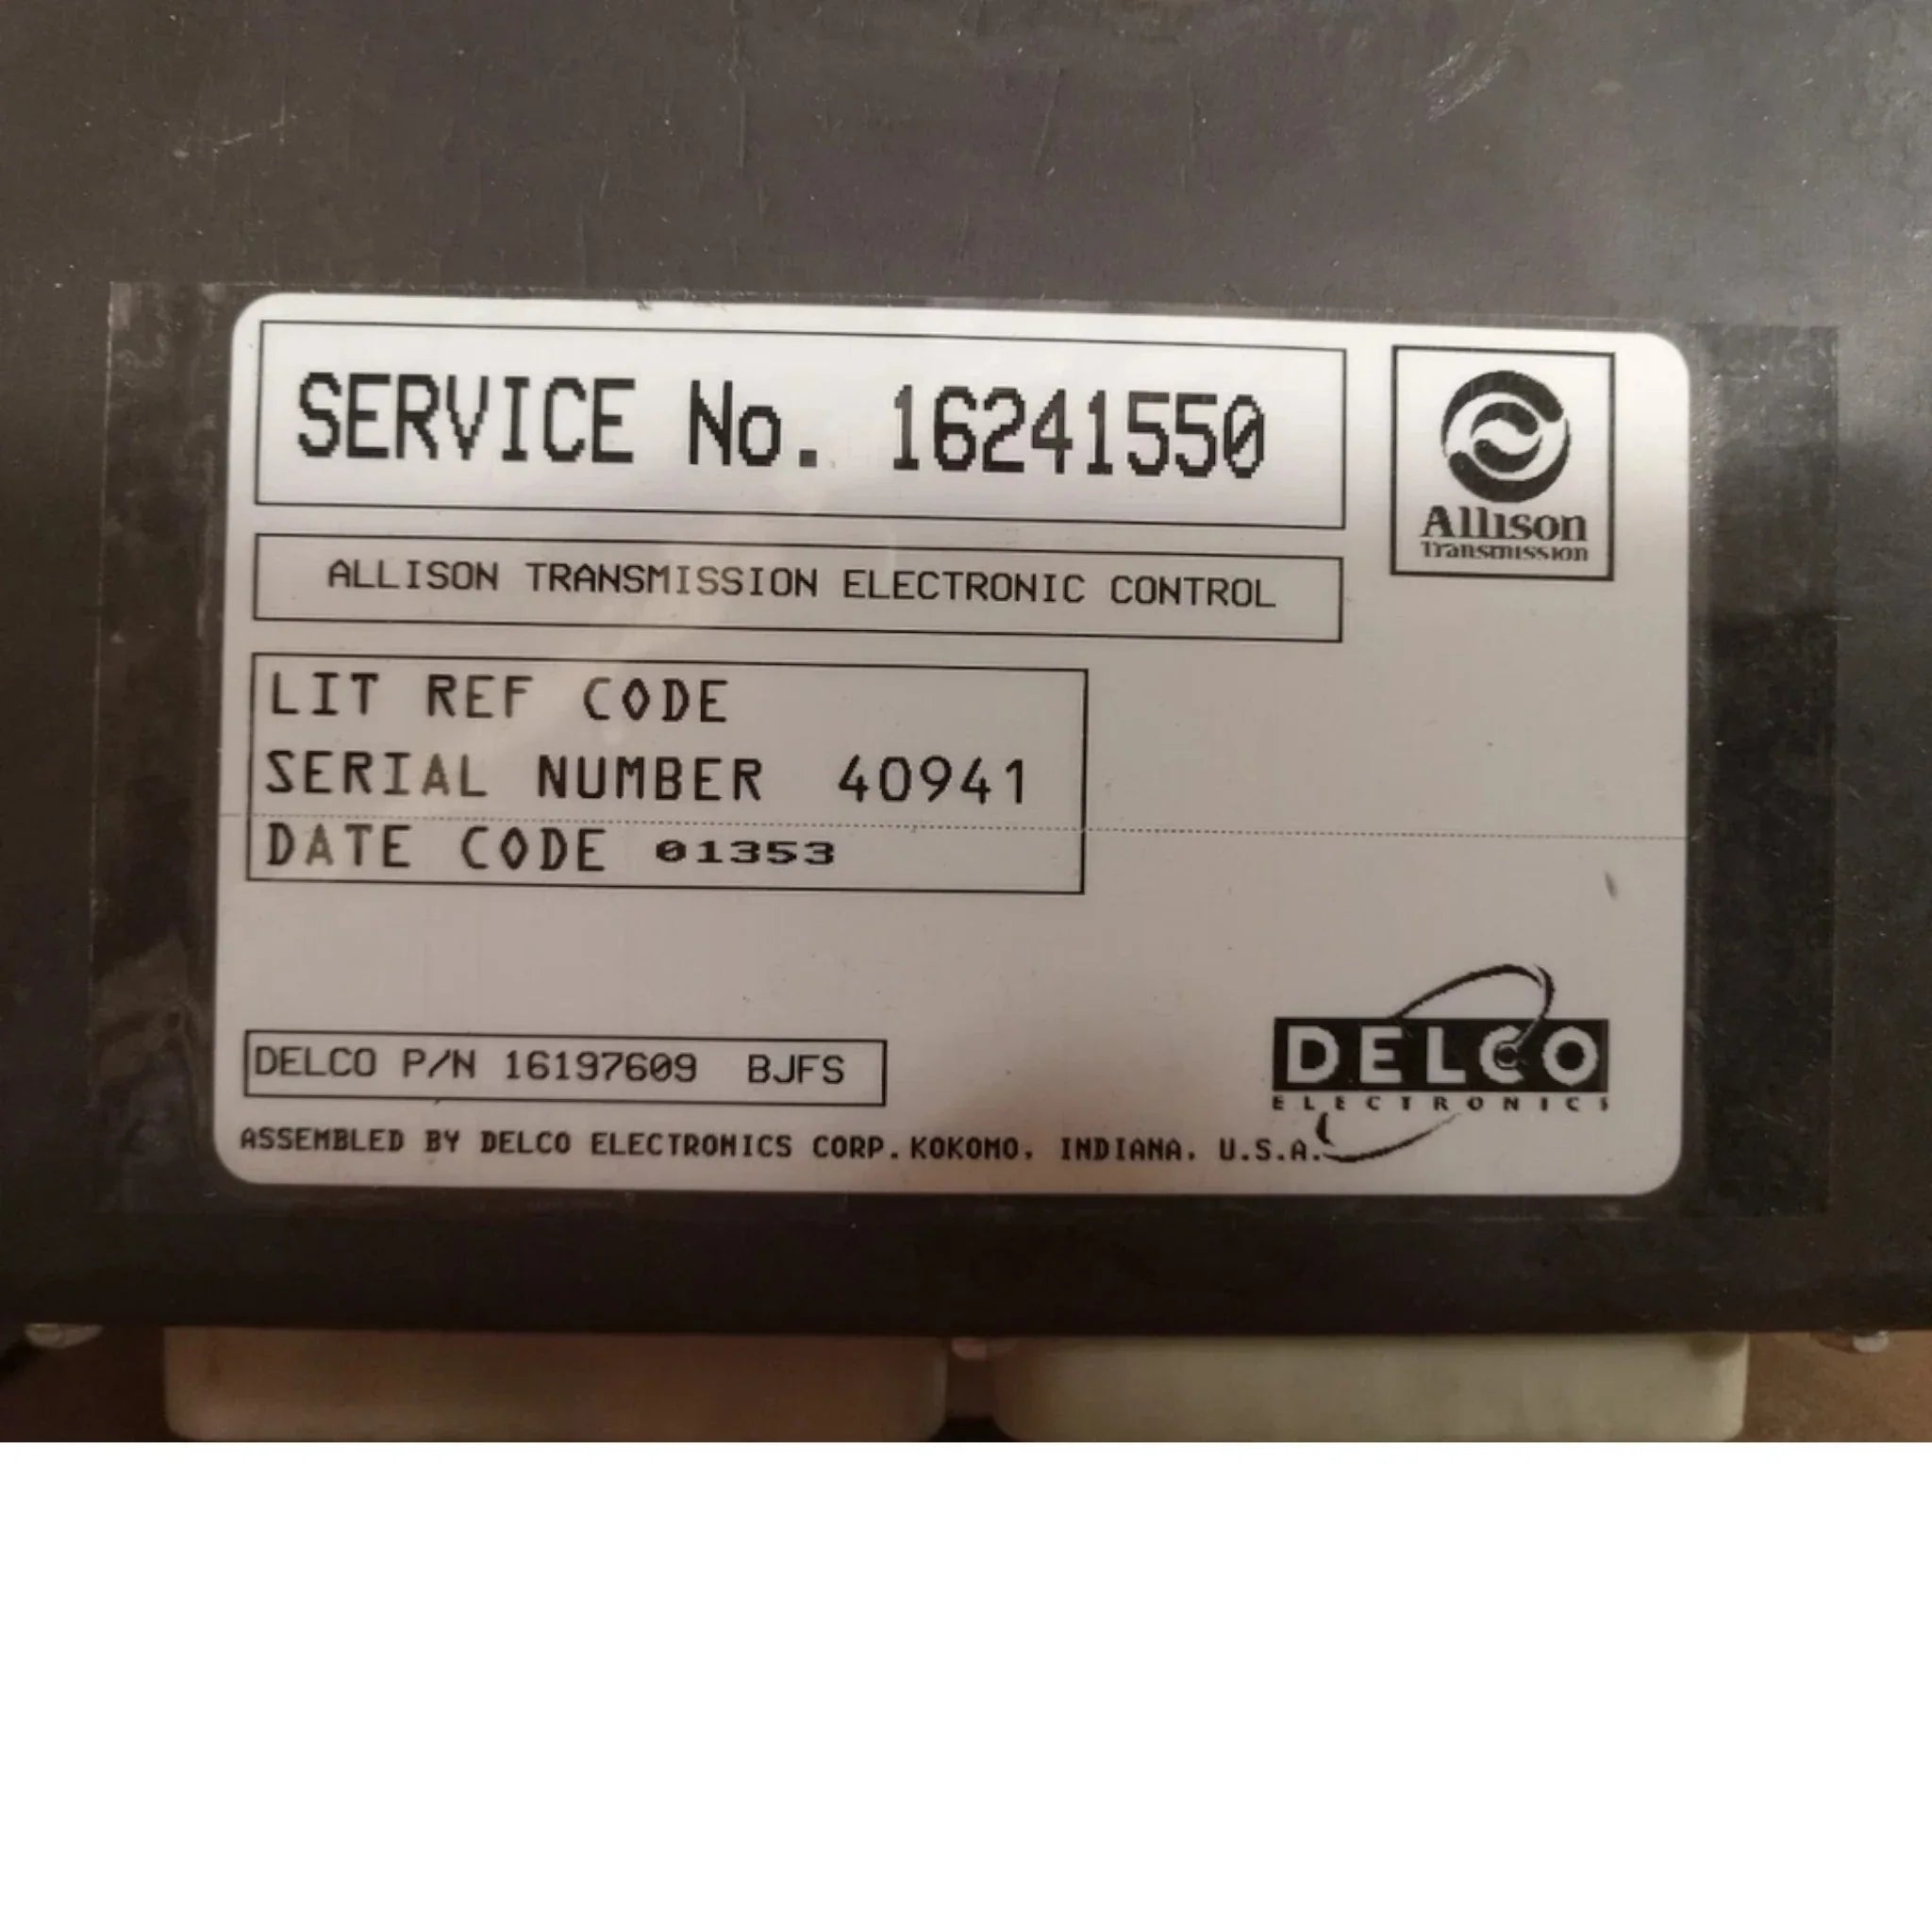 SERVICE No. 16241550
Allison
Transmission
ALLISON TRANSMISSION ELECTRONIC CONTROL
LIT REF CODE
SERIAL NUMBER 40941
DATE CODE 01353
DELCO
ELECTRONICS
DELCO P/N 16197609 BJFS
ASSEMBLED BY DELCO ELECTRONICS CORP. KOKOMO, INDIANA. U.S.A.